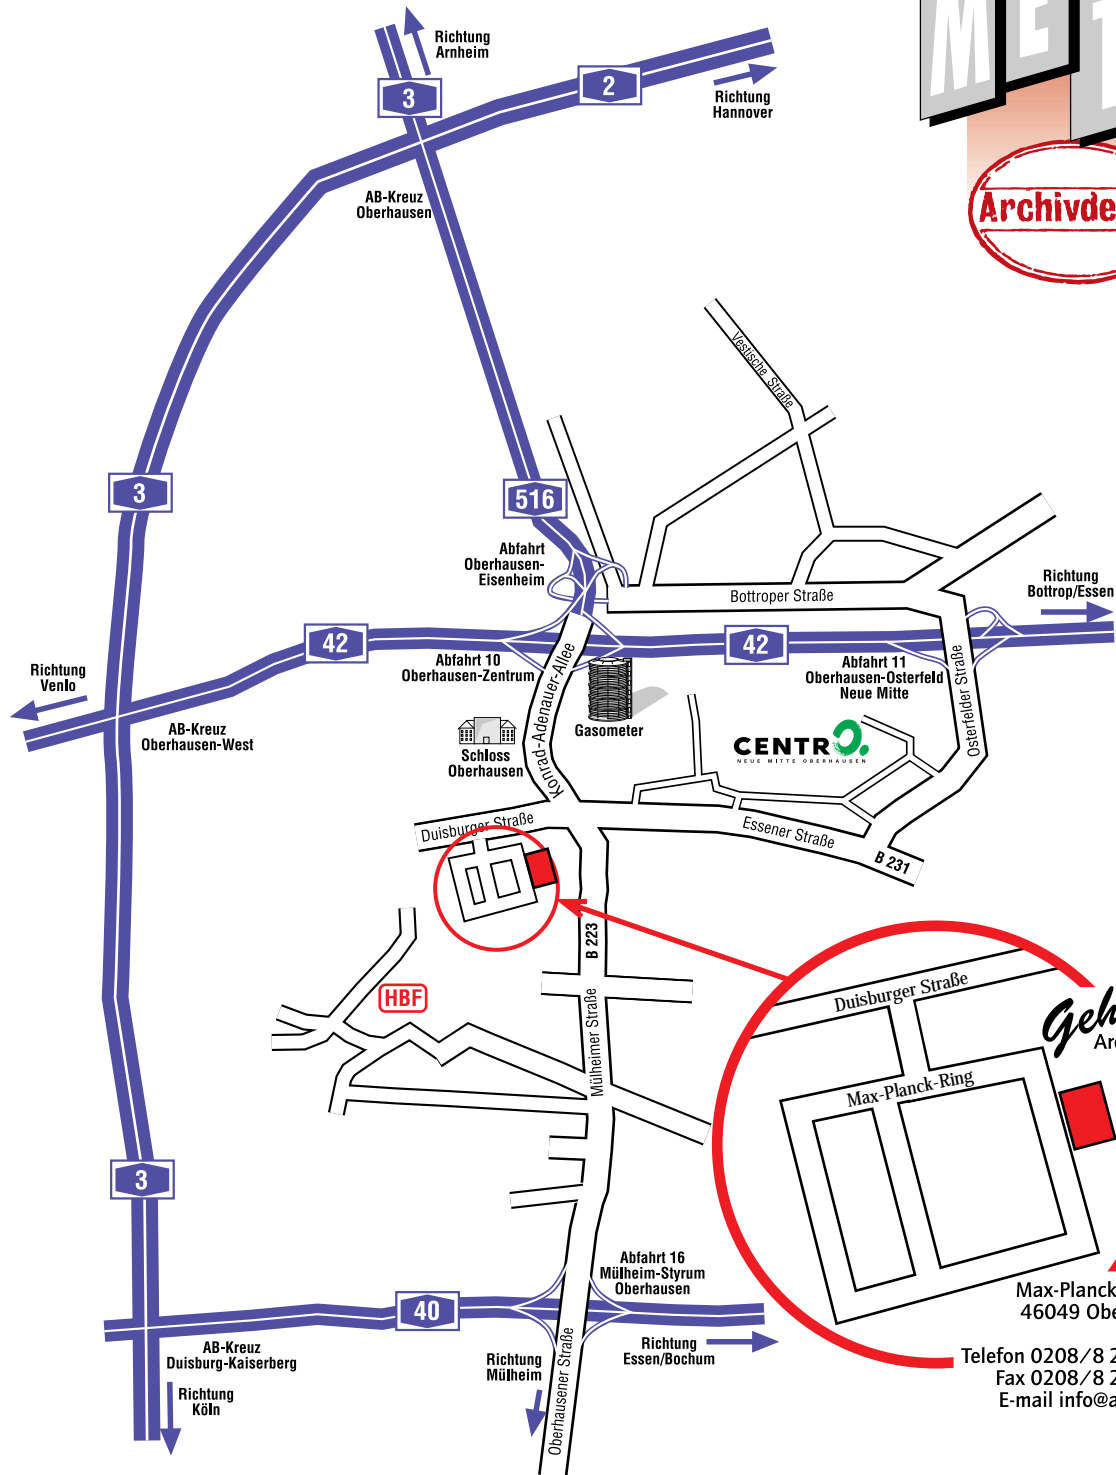 Richtung
Arnheim
3
2
Richtung
Hannover
ME
Archivde
AB-Kreuz
Oberhausen
Vestische Straße
3
516
Abfahrt
Oberhausen-
Eisenheim
Bottroper Straße
Richtung
Bottrop/Essen
42
42
Abfahrt 10
Oberhausen-Zentrum
Abfahrt 11
Oberhausen-Osterfeld
Neue Mitte
Richtung
Venlo
AB-Kreuz
Oberhausen-West
Konrad-Adenauer-Allee
Osterfelder Straße
Gasometer
Schloss
Oberhausen
CENTRO.
NEUE MITTE OBERHAUSEN
Duisburger Straße
Essener Straße
B 231
B 223
HBF
Mülheimer Straße
Duisburger Straße
Geh
Arc
Max-Planck-Ring
3
Abfahrt 16
Mülheim-Styrum
Oberhausen
40
Max-Planck
46049 Obe
AB-Kreuz
Duisburg-Kaiserberg
Richtung
Essen/Bochum
Richtung
Mülheim
Oberhausener Straße
Richtung
Köln
Telefon 0208/8 2
Fax 0208/8 2
E-mail info@a